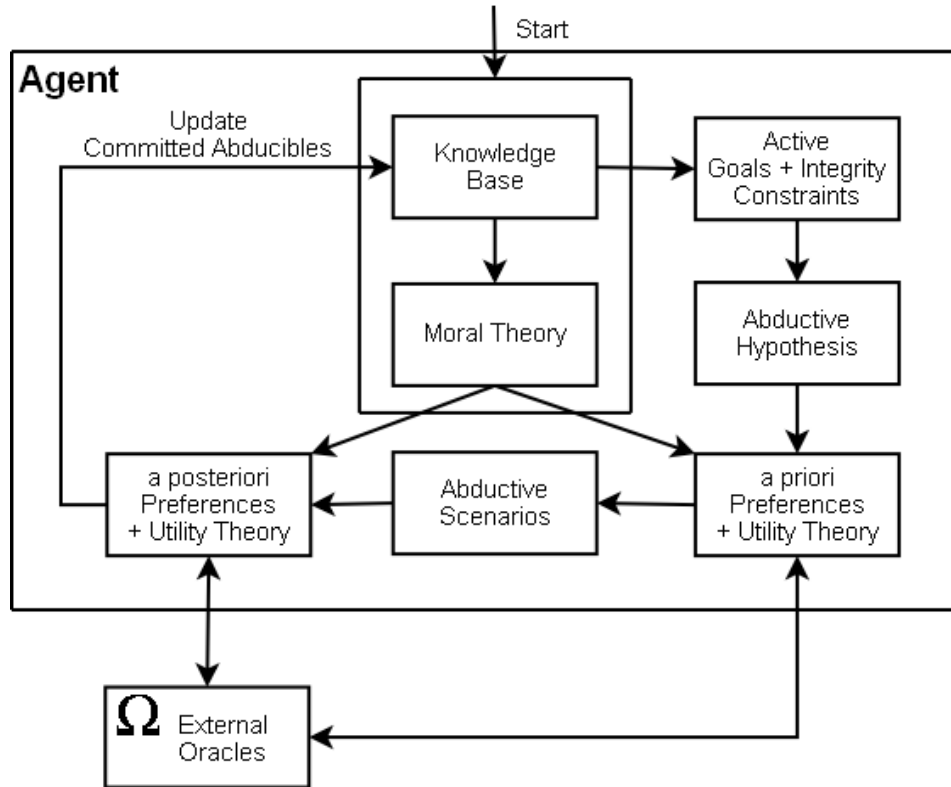 Start
Agent
Update
Committed Abducibles
Knowledge
Base
Active
Goals + Integrity
Constraints
Moral Theory
Abductive
Hypothesis
a posteriori
Preferences
+ Utility Theory
Abductive
Scenarios
a priori
Preferences
+ Utility Theory
Ω External
Oracles